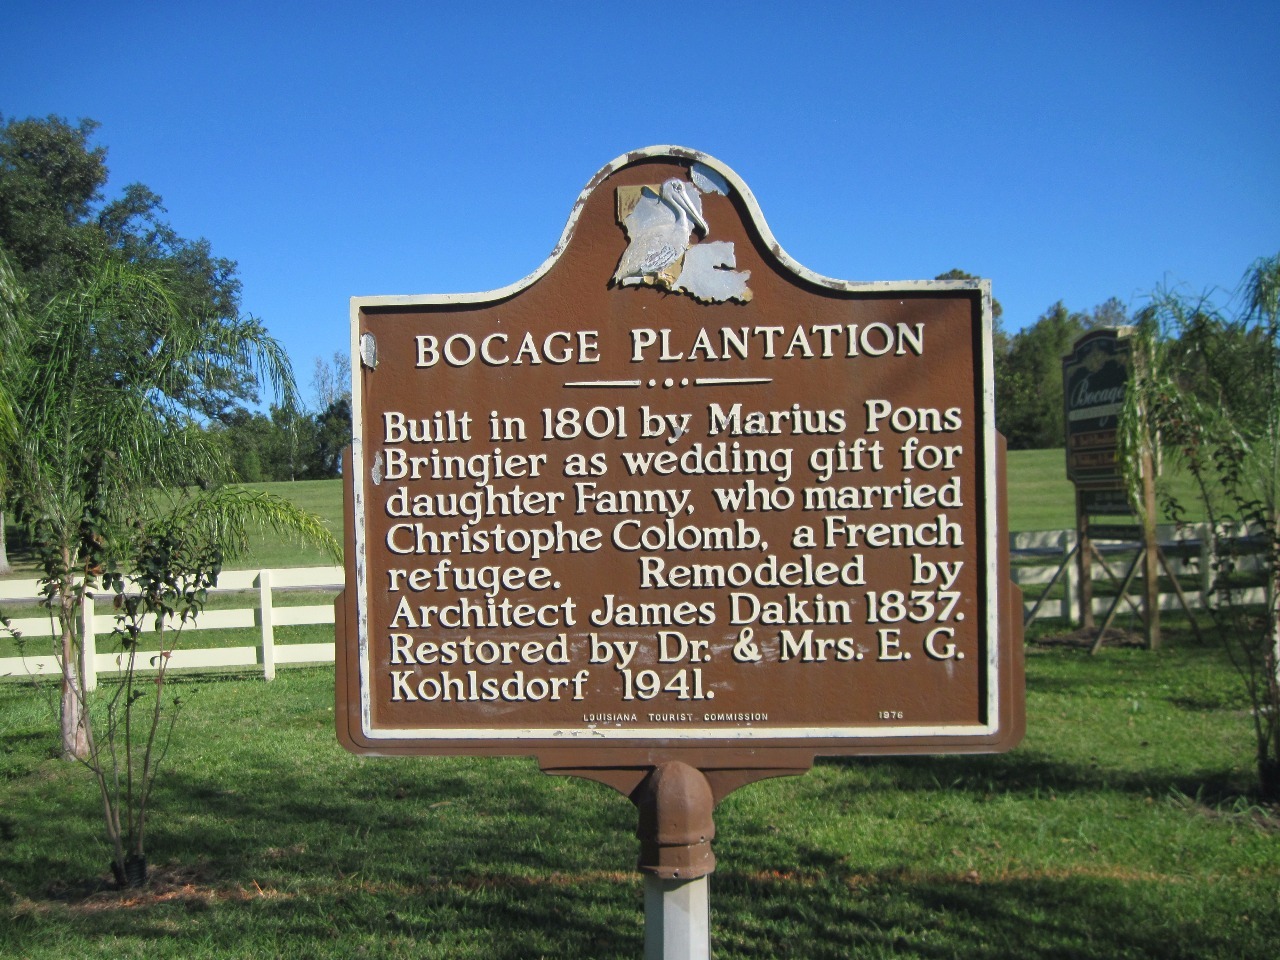 BOCAGE PLANTATION
Built in 1801 by Marius Pons
Bringier as wedding gift for
daughter Fanny, who married
Christophe Colomb, a French
refugee. Remodeled by
Architect James Dakin 1837.
Restored by Dr. & Mrs. E. G.
Kohlsdorf 1941.
LOUISIANA TOURIST COMMISSION 1976
Bocage